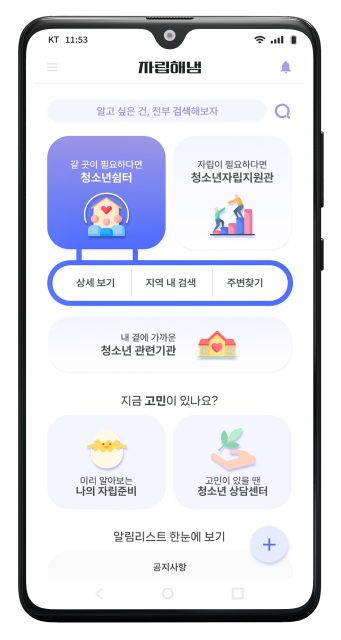 KT 11:53
자립해냄
알고 싶은 건, 전부 검색해보자
갈 곳이 필요하다면
청소년쉼터
자립이 필요하다면
청소년자립지원관
상세 보기
지역 내 검색
주변찾기
내 곁에 가까운
청소년 관련기관
지금 고민이 있나요?
미리 알아보는
나의 자립준비
고민이 있을 땐
청소년 상담센터
알림리스트 한눈에 보기
공지사항